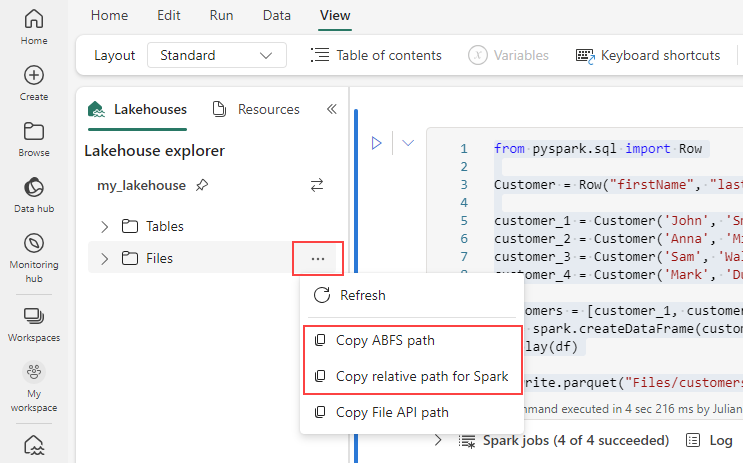 Home
Edit
Run
Data
View
Layout
Standard
Table of contents
Variables
Keyboard shortcuts
Home
Create
Browse
Data hub
Monitoring
hub
Workspaces
My
workspace
Lakehouses
Resources
Lakehouse explorer
my_lakehouse
Tables
Files
...
Refresh
Copy ABFS path
Copy relative path for Spark
Copy File API path
1 from pyspark.sql import Row
2
3 Customer = Row("firstName", "last
4
5 customer_1 = Customer('John', 'Sm
6 customer_2 = Customer('Anna', 'Mi
7 customer_3 = Customer('Sam', 'Wal
customer_4 = Customer('Mark', 'Du
omers = [customer_1, custome
spark.createDataFrame(custom
lay(df)
rite.parquet("Files/customers
mmand executed in 4 sec 216 ms by Julian
Spark jobs (4 of 4 succeeded)
Log